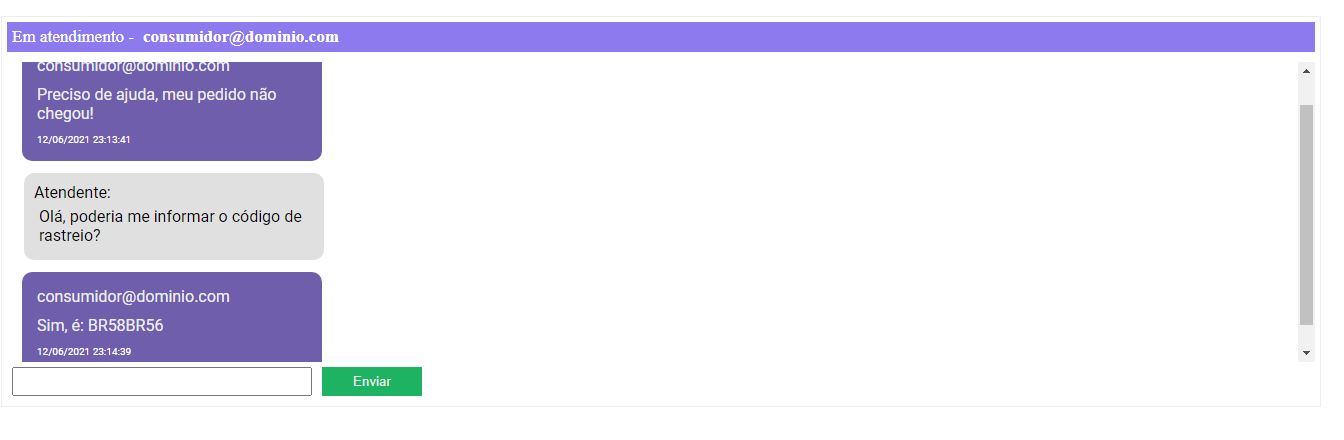 Em atendimento - consumidor@dominio.com
consumidor@dominio.com
Preciso de ajuda, meu pedido não
chegou!
12/06/2021 23:13:41
Atendente:
Olá, poderia me informar o código de
rastreio?
consumidor@dominio.com
Sim, é: BR58BR56
12/06/2021 23:14:39
Enviar